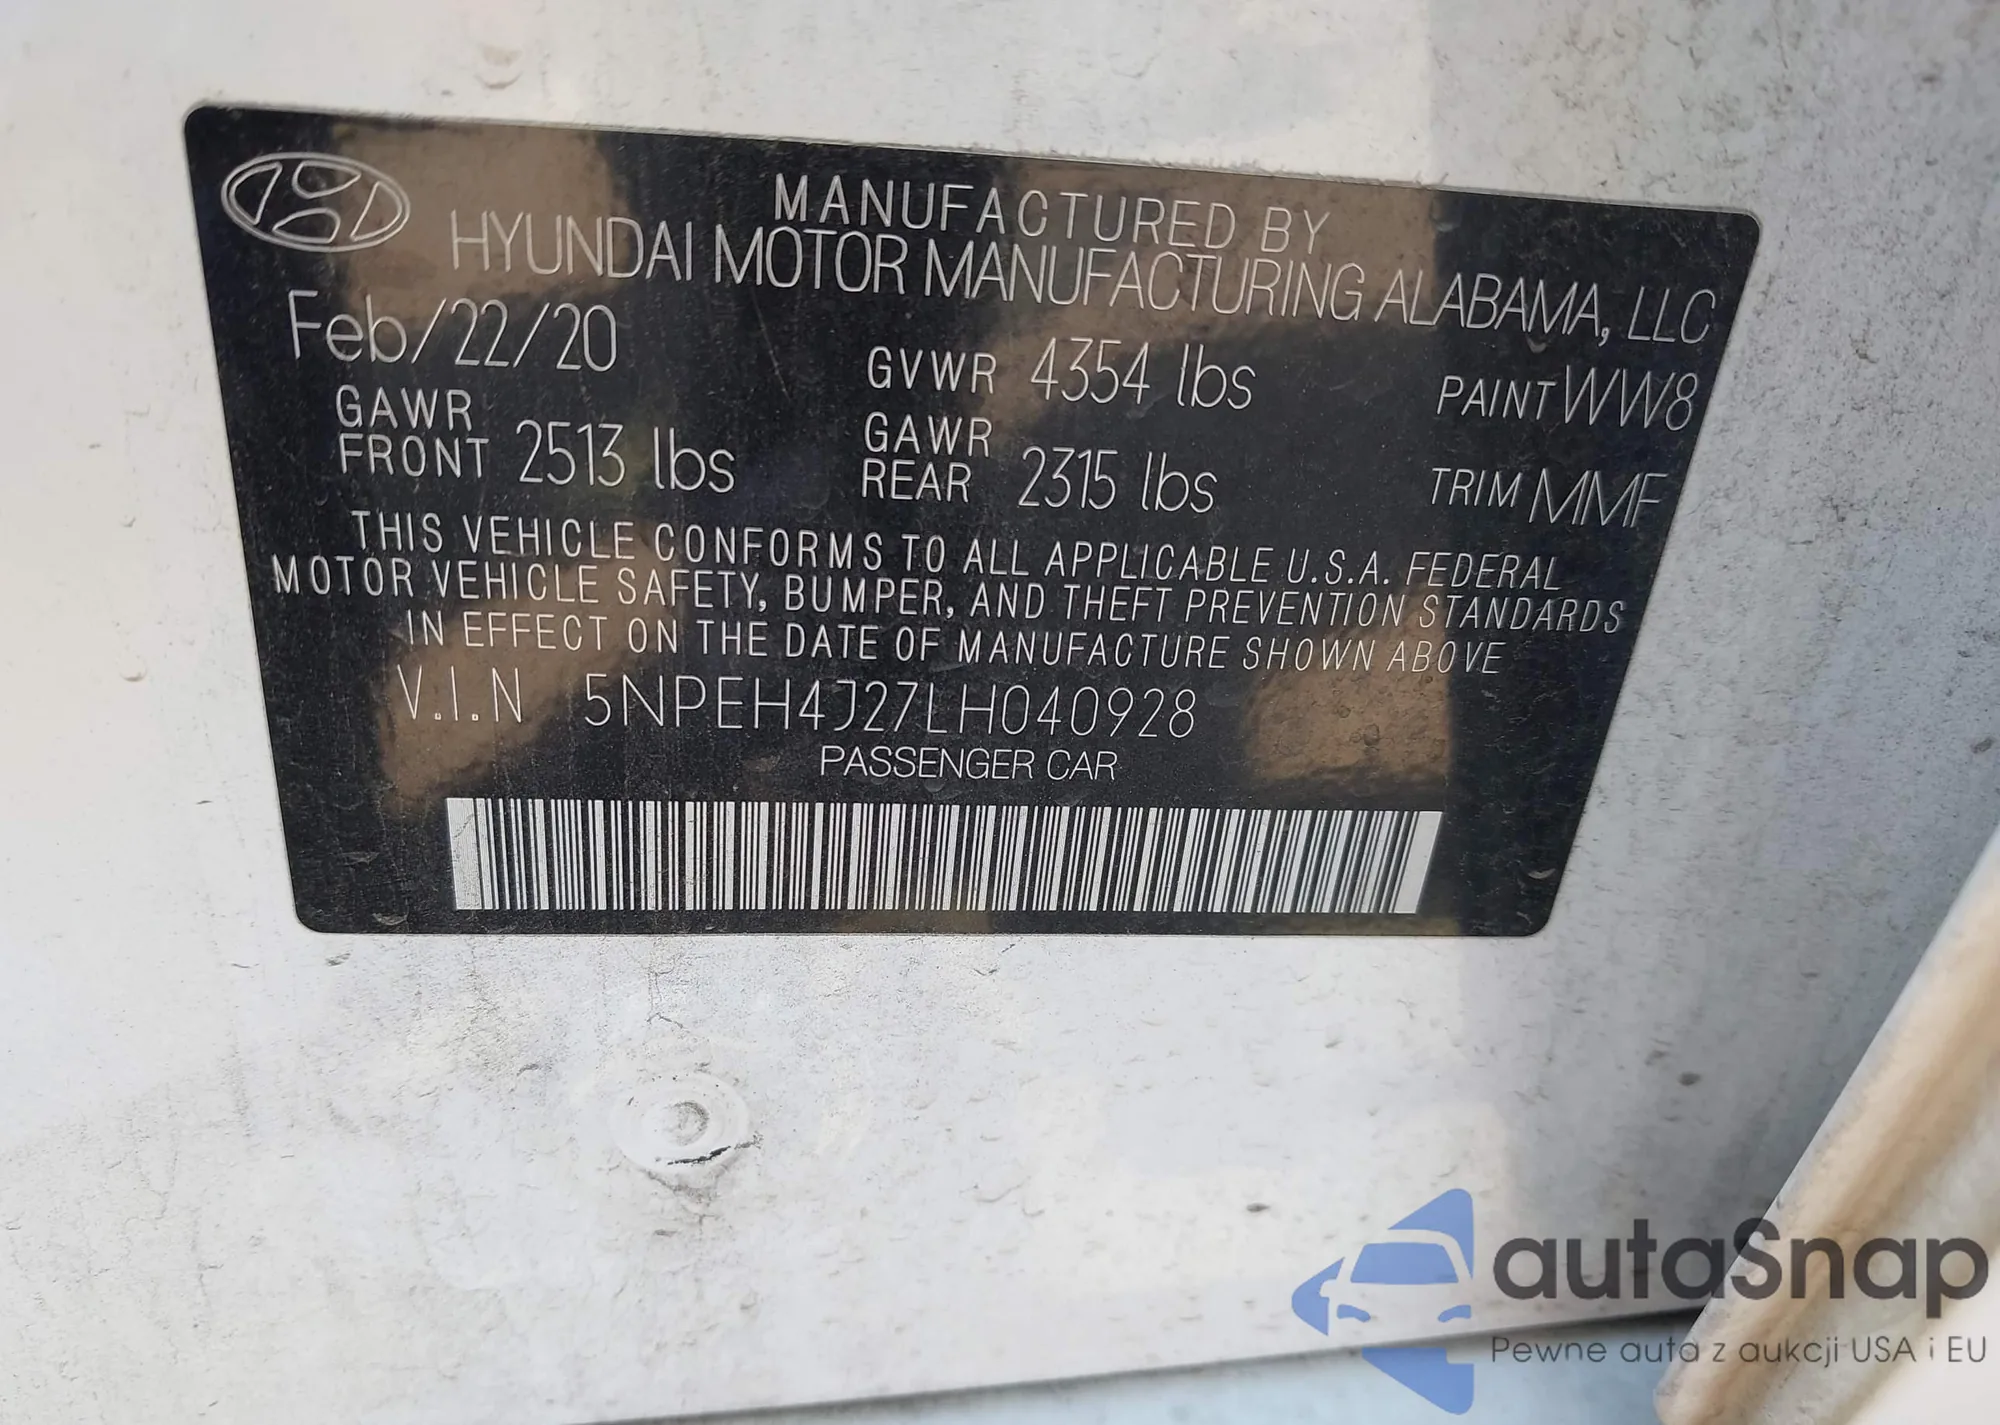 MANUFACTURED BY
HYUNDAI MOTOR MANUFACTURING ALABAMA, LLC
Feb/22/20 GVWR 4354 lbs PAINT WW8
GAWR FRONT 2513 lbs GAWR REAR 2315 lbs TRIM MMF
THIS VEHICLE CONFORMS TO ALL APPLICABLE U.S.A. FEDERAL
MOTOR VEHICLE SAFETY, BUMPER, AND THEFT PREVENTION STANDARDS
IN EFFECT ON THE DATE OF MANUFACTURE SHOWN ABOVE
V.I.N 5NPEH4J27LH040928
PASSENGER CAR
autaSnap
Pewne auta z aukcji USA i EU